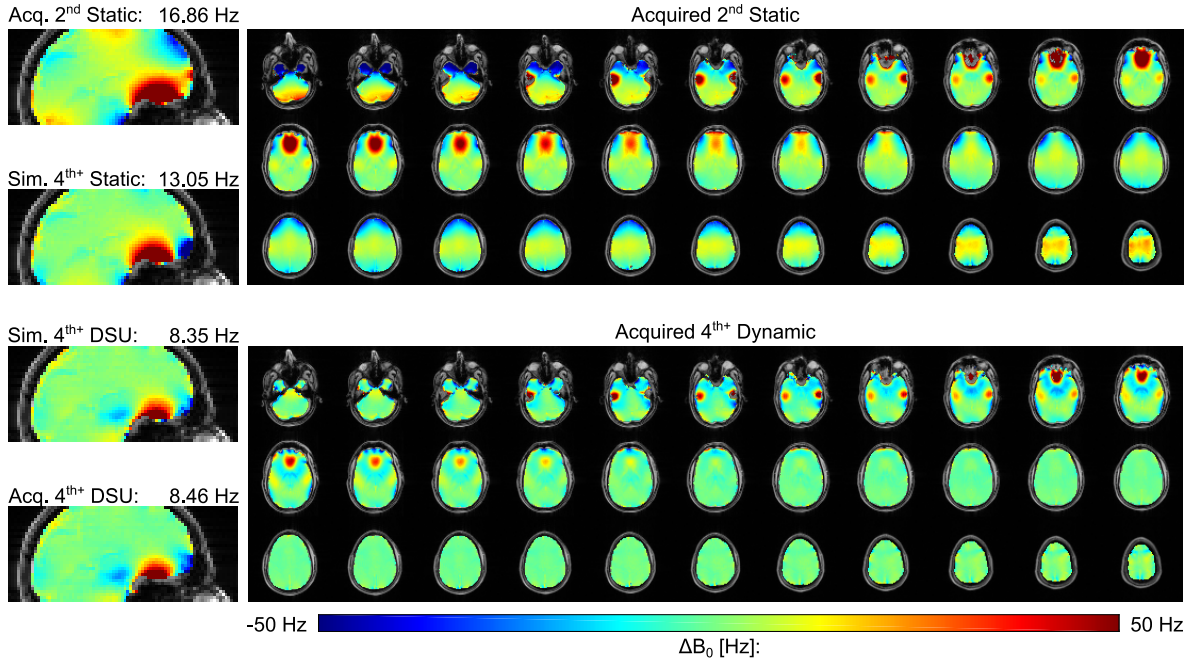 Acq. 2nd Static: 16.86 Hz
Acquired 2nd Static
Sim. 4th+ Static: 13.05 Hz
Sim. 4th+ DSU: 8.35 Hz
Acquired 4th+ Dynamic
Acq. 4th+ DSU: 8.46 Hz
-50 Hz
50 Hz
ΔB0 [Hz]: